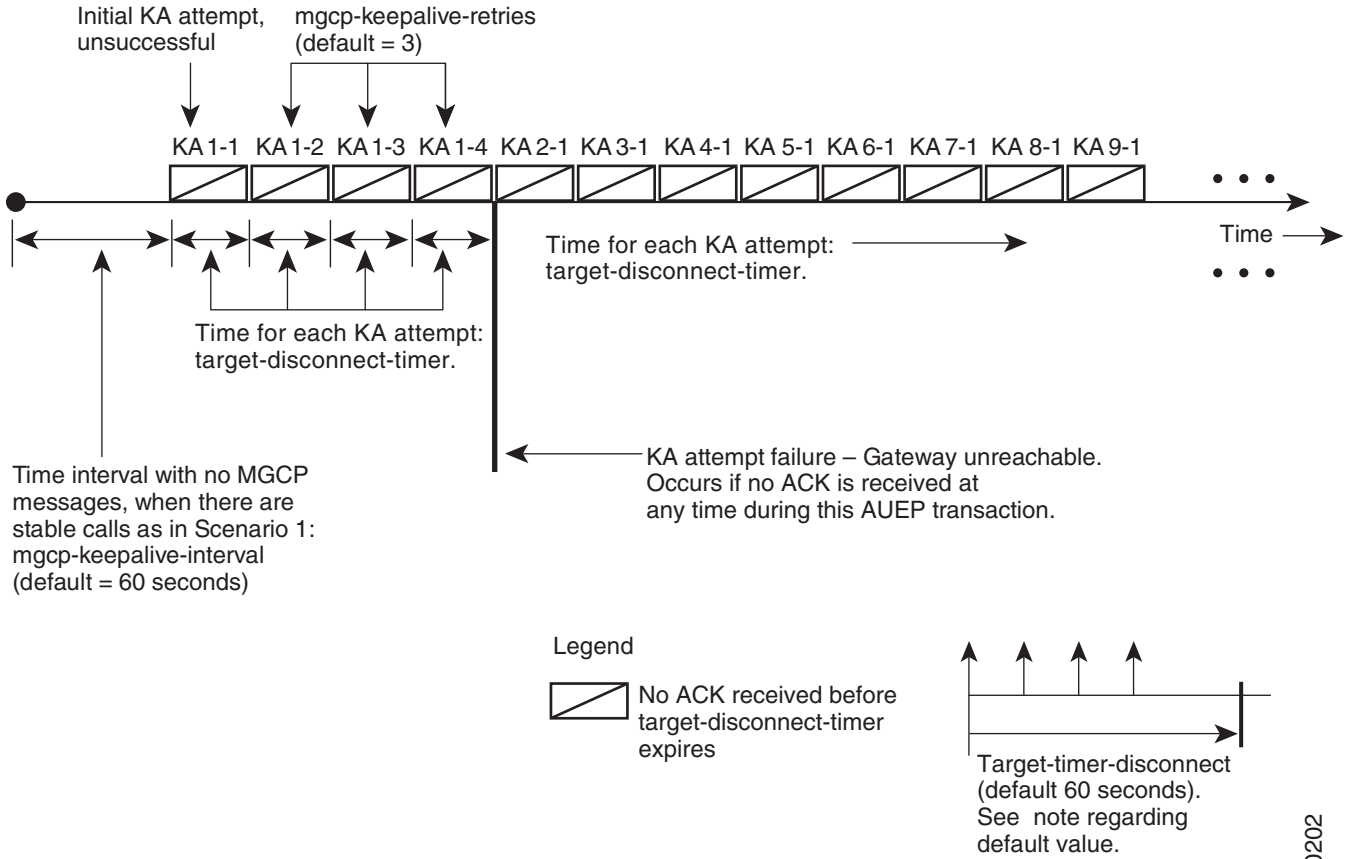 Initial KA attempt,
unsuccessful
mgcp-keepalive-retries
(default = 3)
KA 1-1 KA 1-2 KA 1-3 KA 1-4 KA 2-1 KA 3-1 KA 4-1 KA 5-1 KA 6-1 KA 7-1 KA 8-1 KA 9-1
Time
Time for each KA attempt:
target-disconnect-timer.
Time for each KA attempt:
target-disconnect-timer.
Time interval with no MGCP
messages, when there are
stable calls as in Scenario 1:
mgcp-keepalive-interval
(default = 60 seconds)
KA attempt failure – Gateway unreachable.
Occurs if no ACK is received at
any time during this AUEP transaction.
Legend
No ACK received before
target-disconnect-timer
expires
Target-timer-disconnect
(default 60 seconds).
See note regarding
default value.